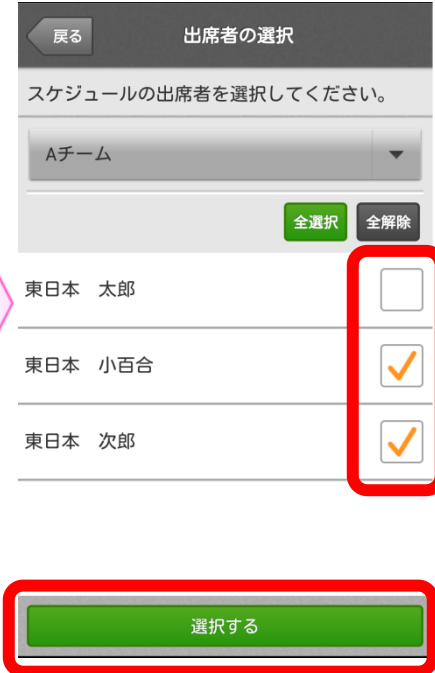 戻る
出席者の選択
スケジュールの出席者を選択してください。
Aチーム
全選択
全解除
東日本　太郎
東日本　小百合
東日本　次郎
選択する